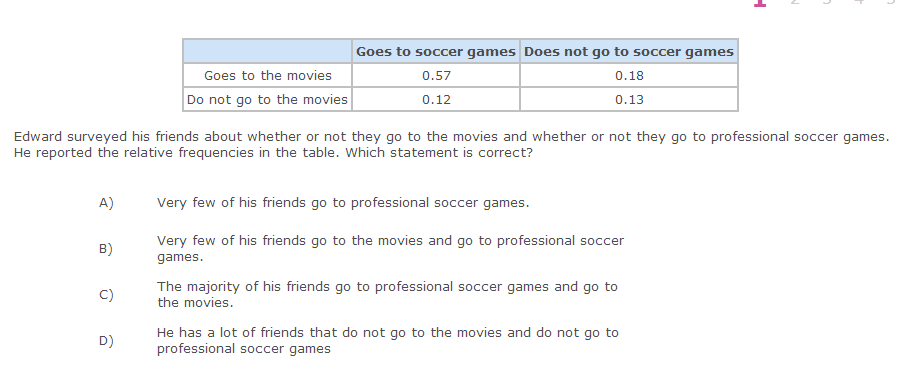 1 2 3 4 5
Goes to soccer games Does not go to soccer games
Goes to the movies 0.57 0.18
Do not go to the movies 0.12 0.13
Edward surveyed his friends about whether or not they go to the movies and whether or not they go to professional soccer games.
He reported the relative frequencies in the table. Which statement is correct?
A) Very few of his friends go to professional soccer games.
B) Very few of his friends go to the movies and go to professional soccer
games.
C) The majority of his friends go to professional soccer games and go to
the movies.
D) He has a lot of friends that do not go to the movies and do not go to
professional soccer games